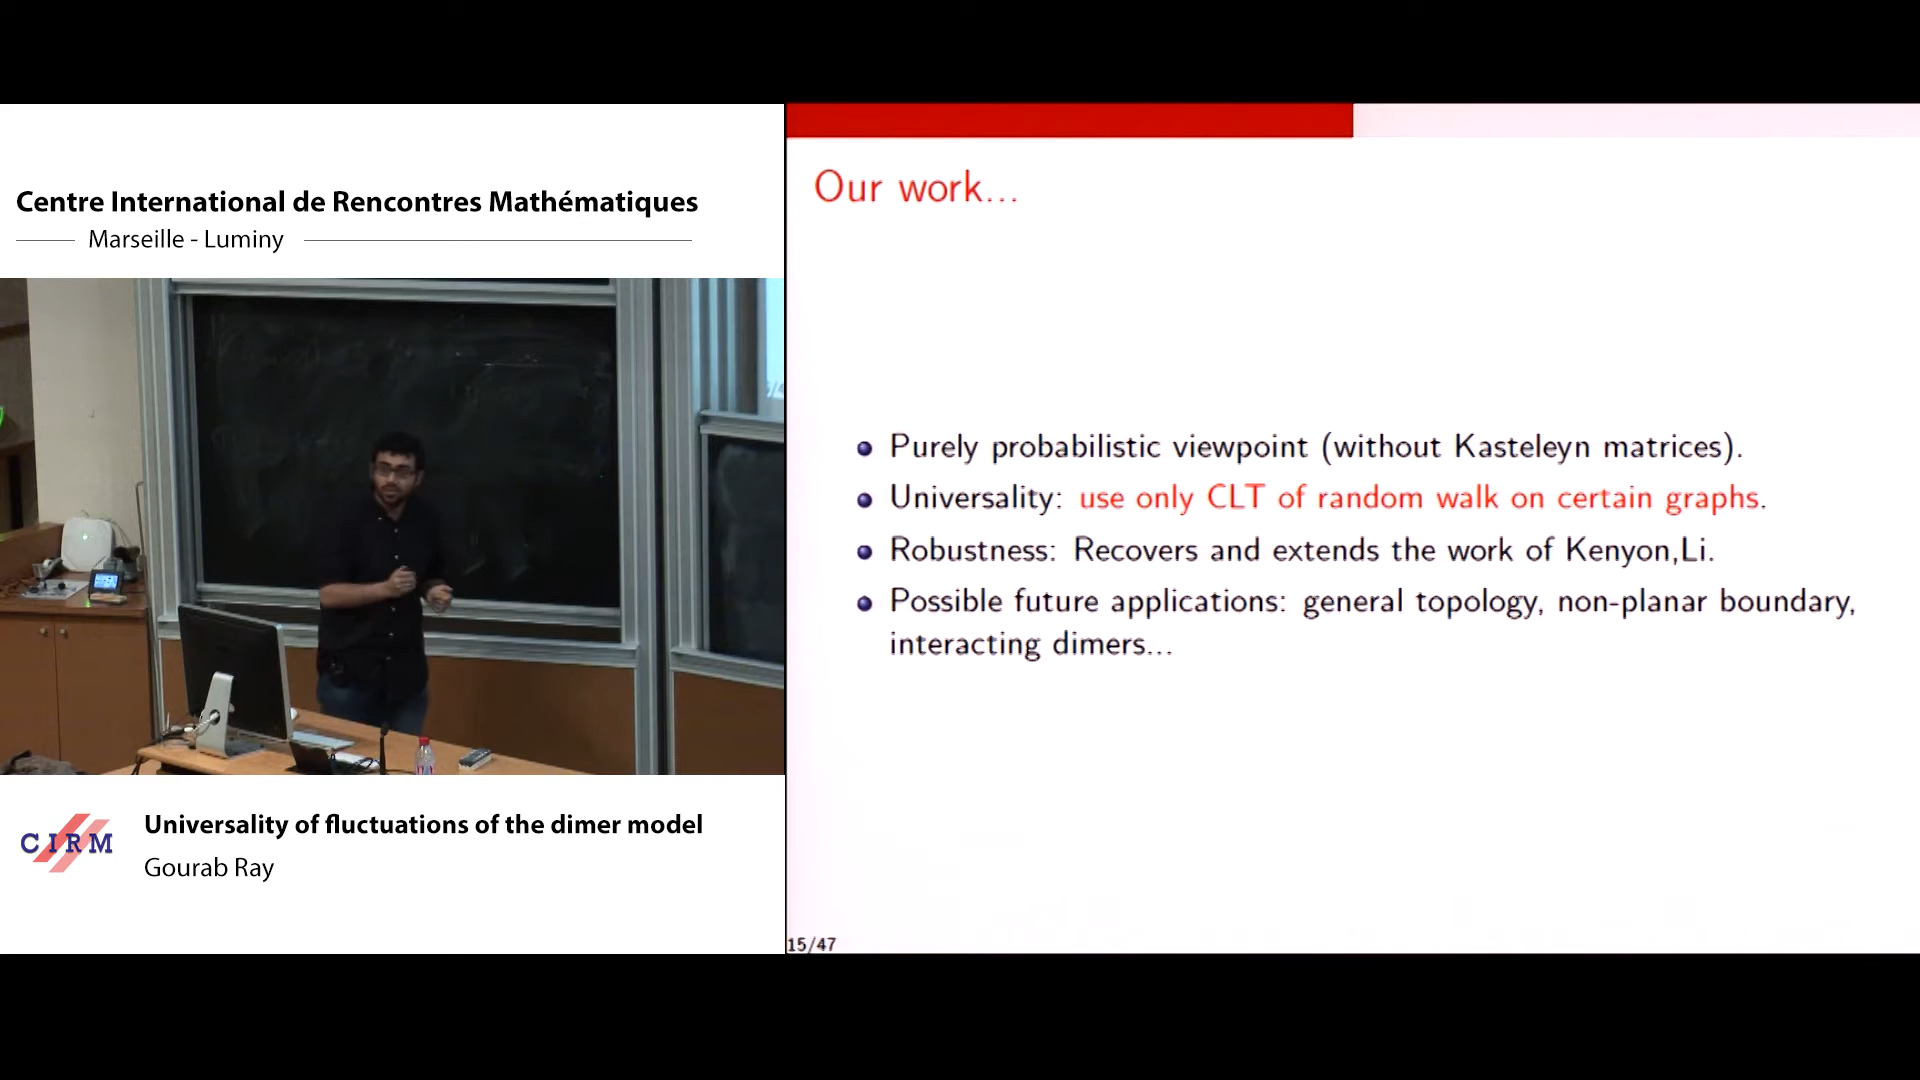 Centre International de Rencontres Mathématiques
Marseille - Luminy
CIRM
Universality of fluctuations of the dimer model
Gourab Ray
Our work...
Purely probabilistic viewpoint (without Kasteleyn matrices).
Universality: use only CLT of random walk on certain graphs.
Robustness: Recovers and extends the work of Kenyon,Li.
Possible future applications: general topology, non-planar boundary,
interacting dimers...
15/47